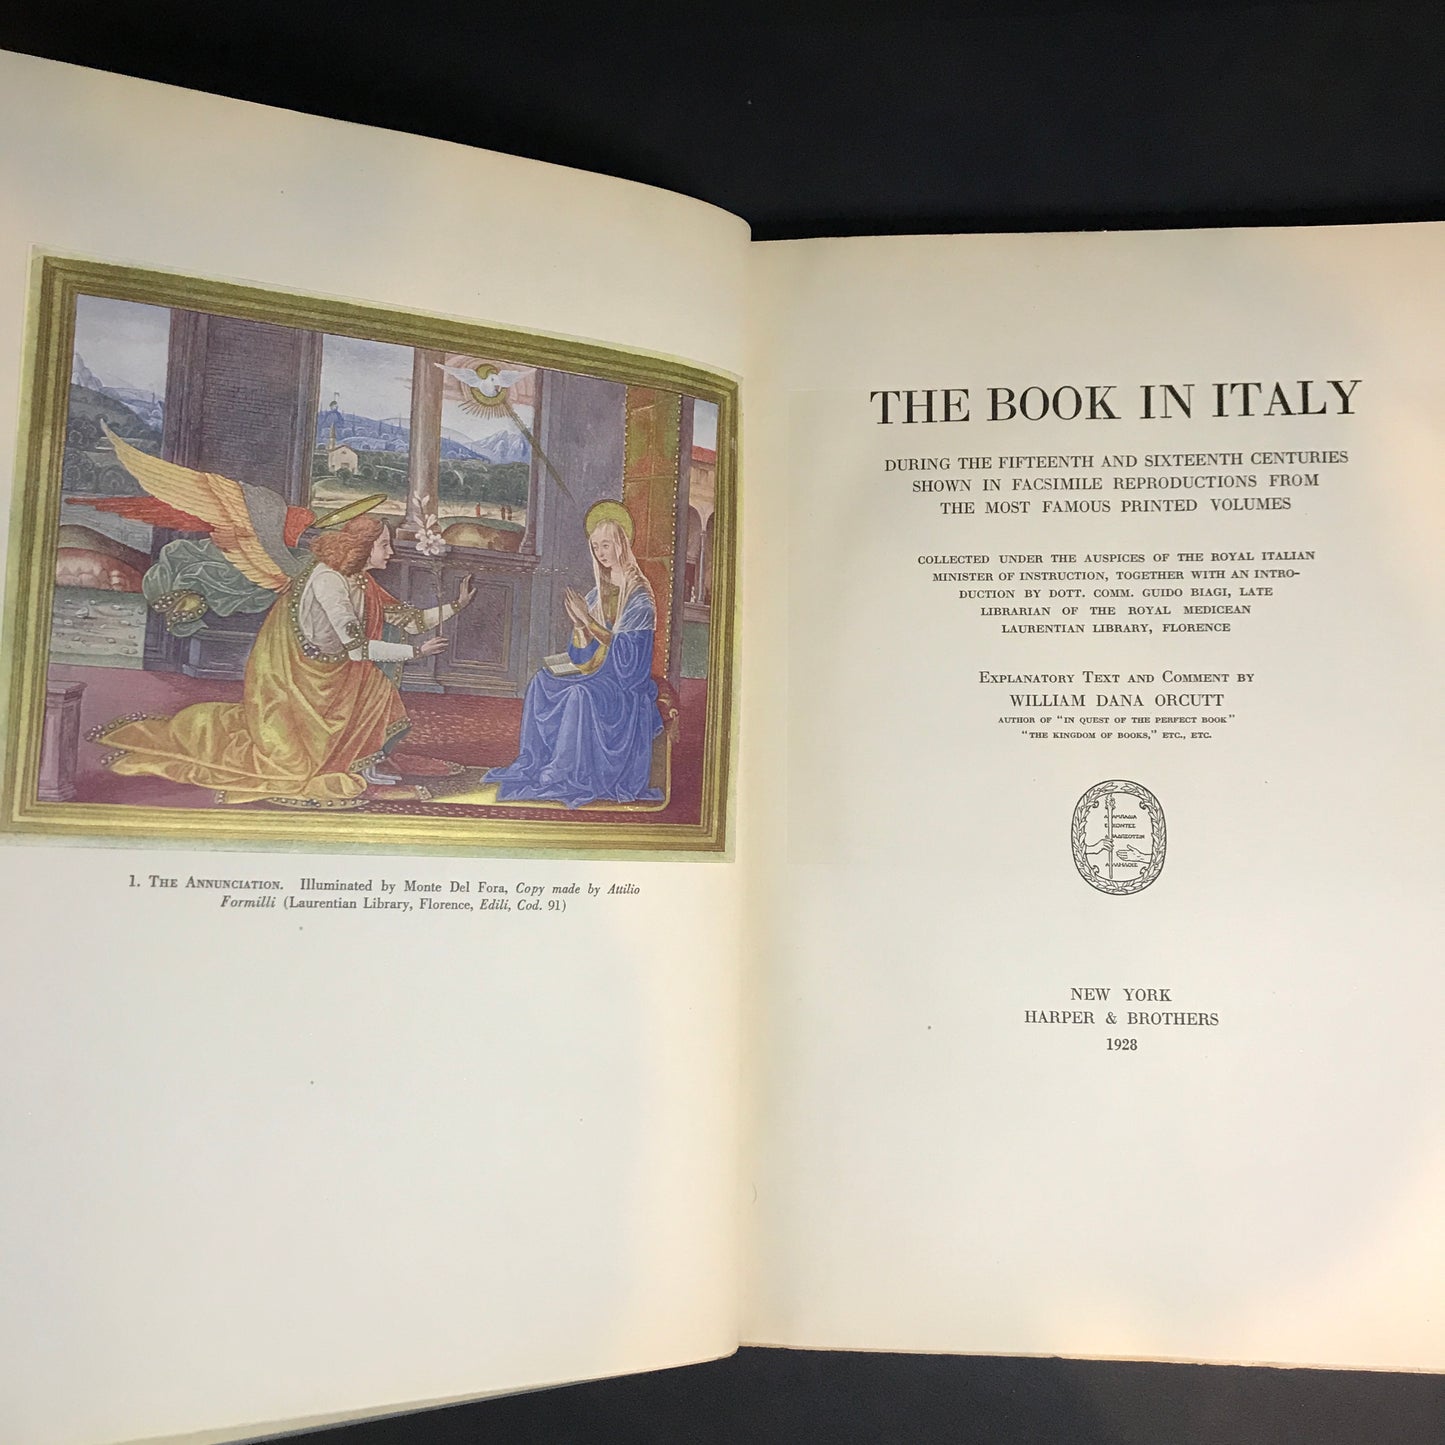 1. THE ANNUNCIATION. Illuminated by Monte Del Fora, Copy made by Attilio
Formilli (Laurentian Library, Florence, Edili, Cod. 91)
THE BOOK IN ITALY
DURING THE FIFTEENTH AND SIXTEENTH CENTURIES
SHOWN IN FACSIMILE REPRODUCTIONS FROM
THE MOST FAMOUS PRINTED VOLUMES
COLLECTED UNDER THE AUSPICES OF THE ROYAL ITALIAN
MINISTER OF INSTRUCTION, TOGETHER WITH AN INTRO-
DUCTION BY DOTT. COMM. GUIDO BIAGI, LATE
LIBRARIAN OF THE ROYAL MEDICEAN
LAURENTIAN LIBRARY, FLORENCE
EXPLANATORY TEXT AND COMMENT BY
WILLIAM DANA ORCUTT
AUTHOR OF "IN QUEST OF THE PERFECT BOOK"
"THE KINGDOM OF BOOKS," ETC., ETC.
NEW YORK
HARPER & BROTHERS
1928